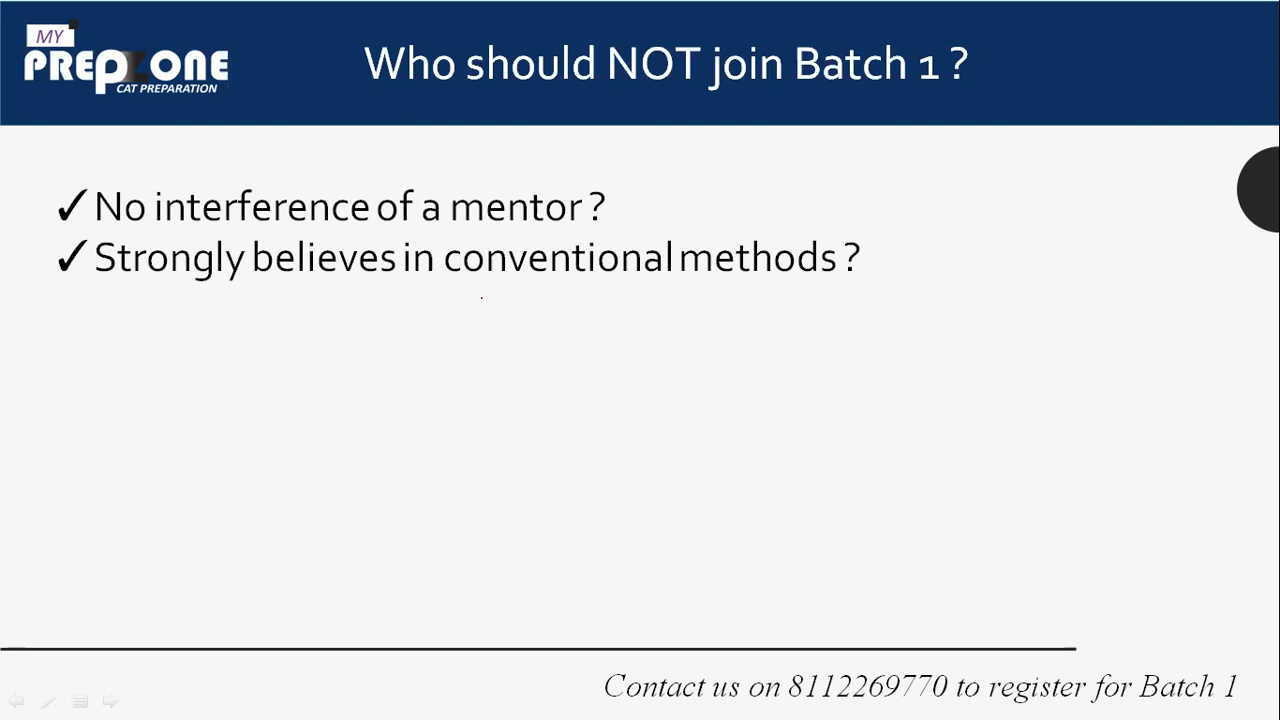 MY
PREPZONE
CAT PREPARATION
Who should NOT join Batch 1 ?
✓No interference of a mentor ?
✓Strongly believes in conventional methods ?
Contact us on 8112269770 to register for Batch 1